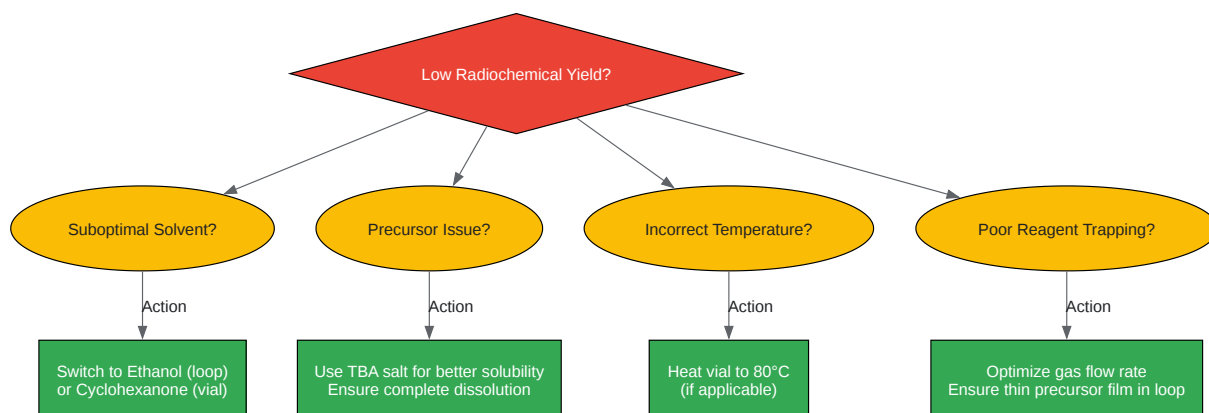 Low Radiochemical Yield?
Suboptimal Solvent?
Precursor Issue?
Incorrect Temperature?
Poor Reagent Trapping?
Action
Action
Action
Action
Switch to Ethanol (loop)
or Cyclohexanone (vial)
Use TBA salt for better solubility
Ensure complete dissolution
Heat vial to 80°C
(if applicable)
Optimize gas flow rate
Ensure thin precursor film in loop